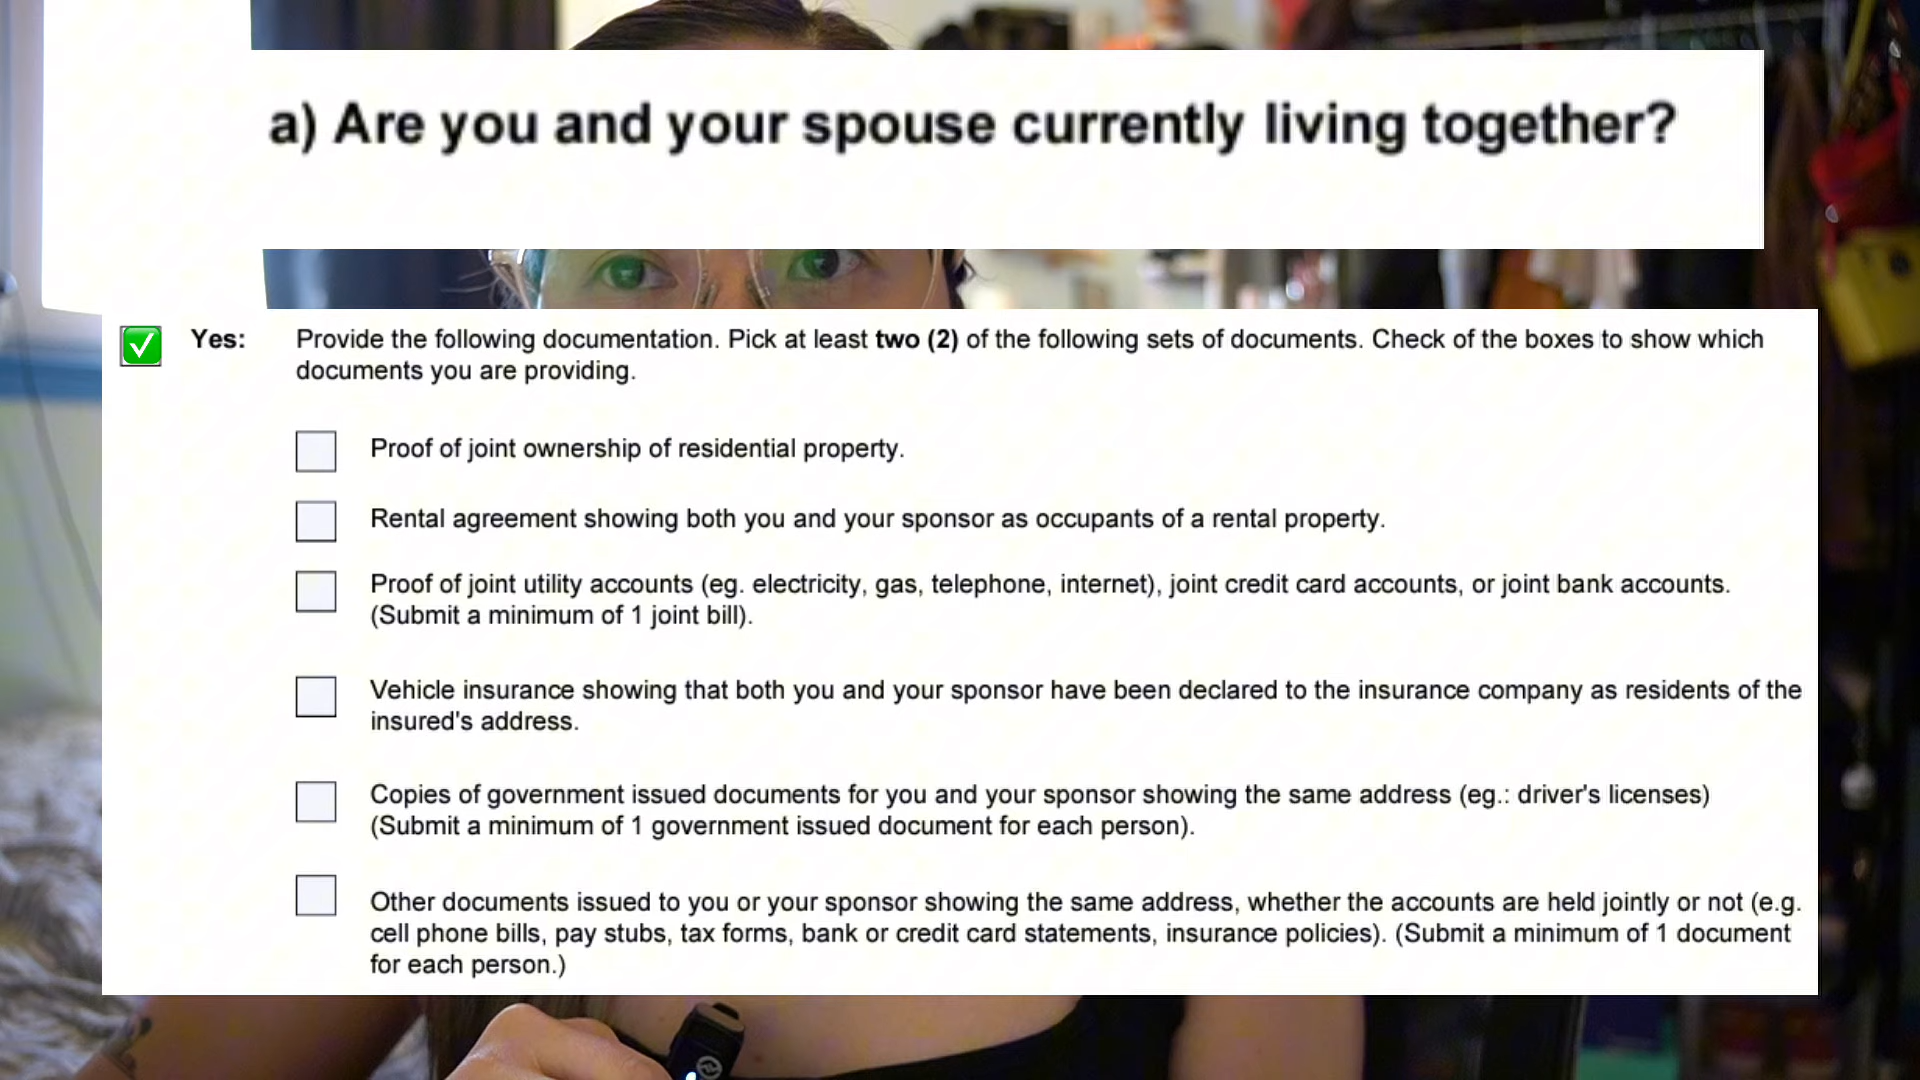 a) Are you and your spouse currently living together?
Yes: Provide the following documentation. Pick at least two (2) of the following sets of documents. Check of the boxes to show which
documents you are providing.
Proof of joint ownership of residential property.
Rental agreement showing both you and your sponsor as occupants of a rental property.
Proof of joint utility accounts (eg. electricity, gas, telephone, internet), joint credit card accounts, or joint bank accounts.
(Submit a minimum of 1 joint bill).
Vehicle insurance showing that both you and your sponsor have been declared to the insurance company as residents of the
insured's address.
Copies of government issued documents for you and your sponsor showing the same address (eg.: driver's licenses)
(Submit a minimum of 1 government issued document for each person).
Other documents issued to you or your sponsor showing the same address, whether the accounts are held jointly or not (e.g.
cell phone bills, pay stubs, tax forms, bank or credit card statements, insurance policies). (Submit a minimum of 1 document
for each person.)